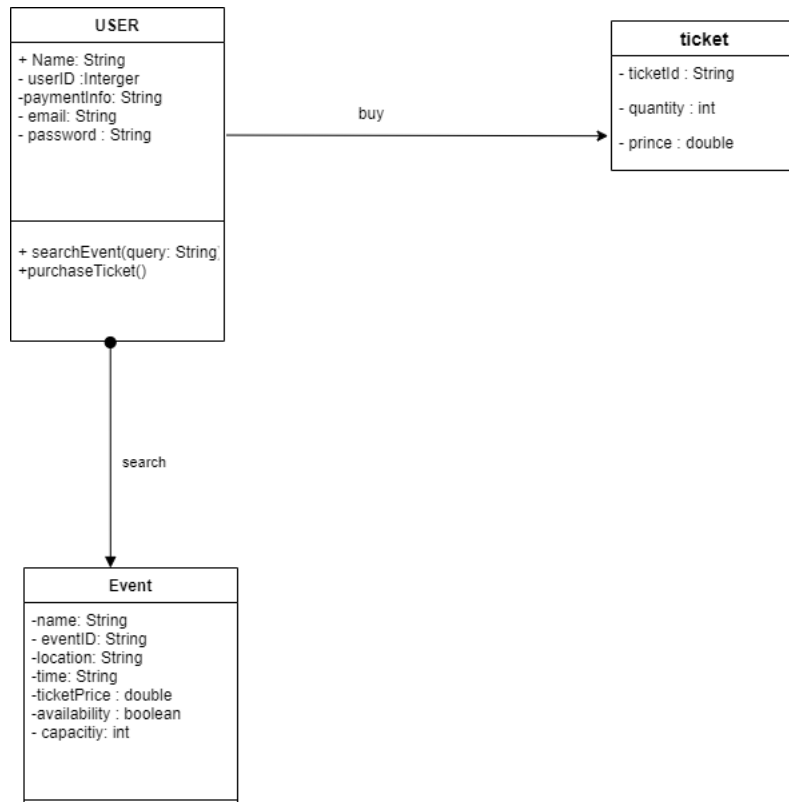 USER
+ Name: String
- userID :Interger
-paymentInfo: String
- email: String
- password : String
+ searchEvent(query: String)
+purchaseTicket()
buy
ticket
- ticketId : String
- quantity : int
- prince : double
search
Event
-name: String
- eventID: String
-location: String
-time: String
-ticketPrice : double
-availability : boolean
- capacitiy: int